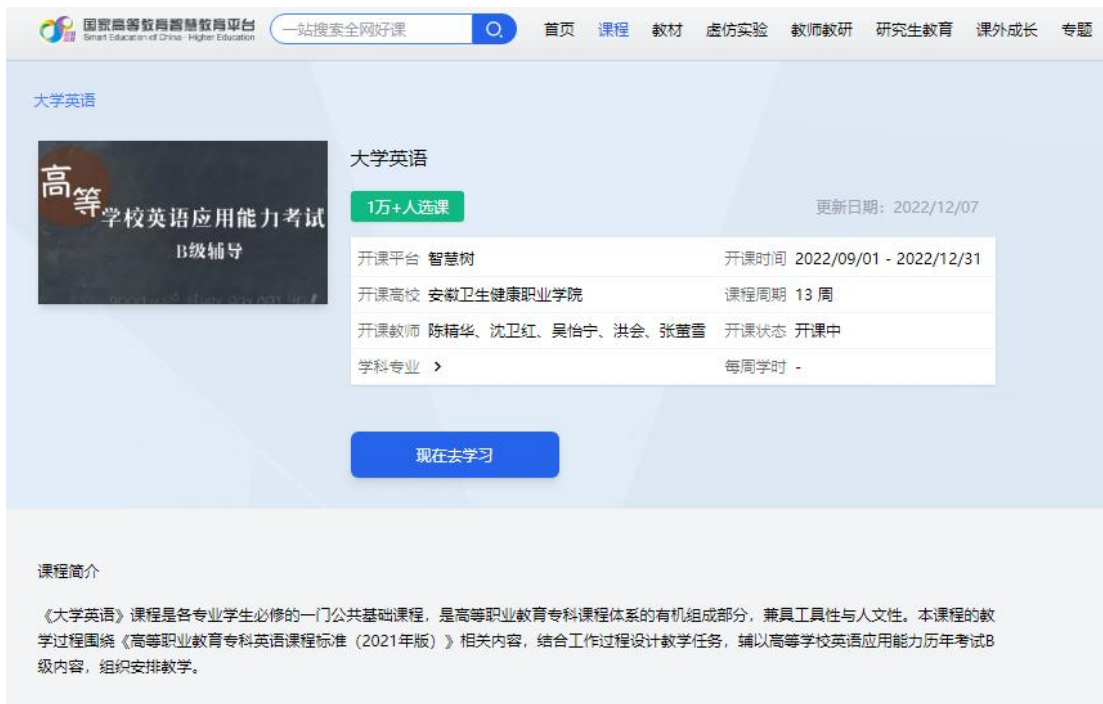 国家高等教育智慧教育平台
Smart Education of China · Higher Education
一站搜索全网好课
首页 课程 教材 虚仿实验 教师教研 研究生教育 课外成长 专题
大学英语
高等学校英语应用能力考试
B级辅导
大学英语
1万+人选课
更新日期：2022/12/07
开课平台 智慧树
开课时间 2022/09/01 - 2022/12/31
开课高校 安徽卫生健康职业学院
课程周期 13 周
开课教师 陈精华、沈卫红、吴怡宁、洪会、张萱雪
开课状态 开课中
学科专业 >
每周学时 -
现在去学习
课程简介
《大学英语》课程是各专业学生必修的一门公共基础课程，是高等职业教育专科课程体系的有机组成部分，兼具工具性与人文性。本课程的教
学过程围绕《高等职业教育专科英语课程标准（2021年版）》相关内容，结合工作过程设计教学任务，辅以高等学校英语应用能力历年考试B
级内容，组织安排教学。